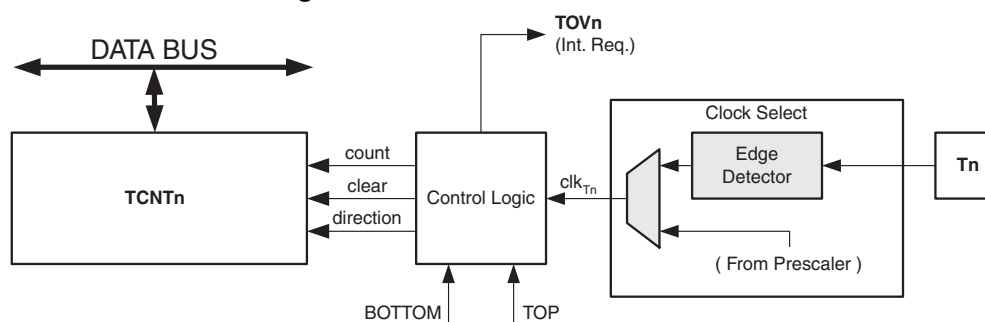 g
TOVn
(Int. Req.)
DATA BUS
Clock Select
count
Edge
Detector
Tn
TCNTn
clear
Control Logic
clkTn
direction
( From Prescaler )
BOTTOM
TOP